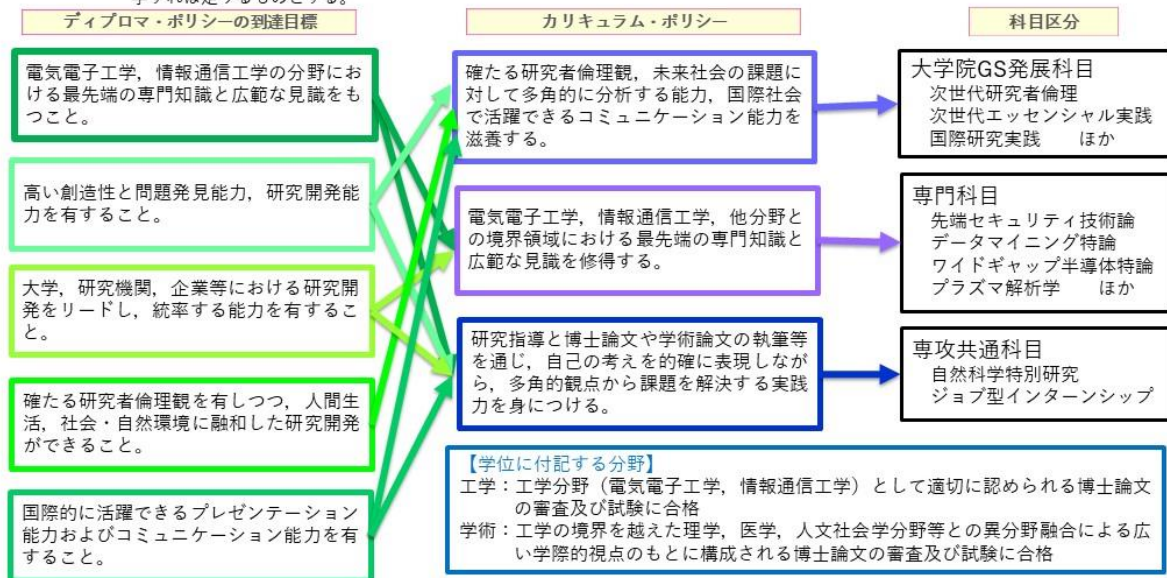 学すれば足りるものとする。
ディプロマ・ポリシーの到達目標
電気電子工学，情報通信工学の分野にお
ける最先端の専門知識と広範な見識をも
つこと。
高い創造性と問題発見能力，研究開発能
力を有すること。
大学，研究機関，企業等における研究開
発をリードし，統率する能力を有するこ
と。
確たる研究者倫理観を有しつつ，人間生
活，社会・自然環境に融和した研究開発
ができること。
国際的に活躍できるプレゼンテーション
能力およびコミュニケーション能力を有
すること。
カリキュラム・ポリシー
確たる研究者倫理観，未来社会の課題に
対して多角的に分析する能力，国際社会
で活躍できるコミュニケーション能力を
滋養する。
電気電子工学，情報通信工学，他分野と
の境界領域における最先端の専門知識と
広範な見識を修得する。
研究指導と博士論文や学術論文の執筆等
を通じ，自己の考えを的確に表現しなが
ら，多角的観点から課題を解決する実践
力を身につける。
科目区分
大学院GS発展科目
次世代研究者倫理
次世代エッセンシャル実践
国際研究実践　ほか
専門科目
先端セキュリティ技術論
データマイニング特論
ワイドギャップ半導体特論
プラズマ解析学　ほか
専攻共通科目
自然科学特別研究
ジョブ型インターンシップ
【学位に付記する分野】
工学：工学分野（電気電子工学，情報通信工学）として適切に認められる博士論文
の審査及び試験に合格
学術：工学の境界を越えた理学，医学，人文社会学分野等との異分野融合による広
い学際的視点のもとに構成される博士論文の審査及び試験に合格